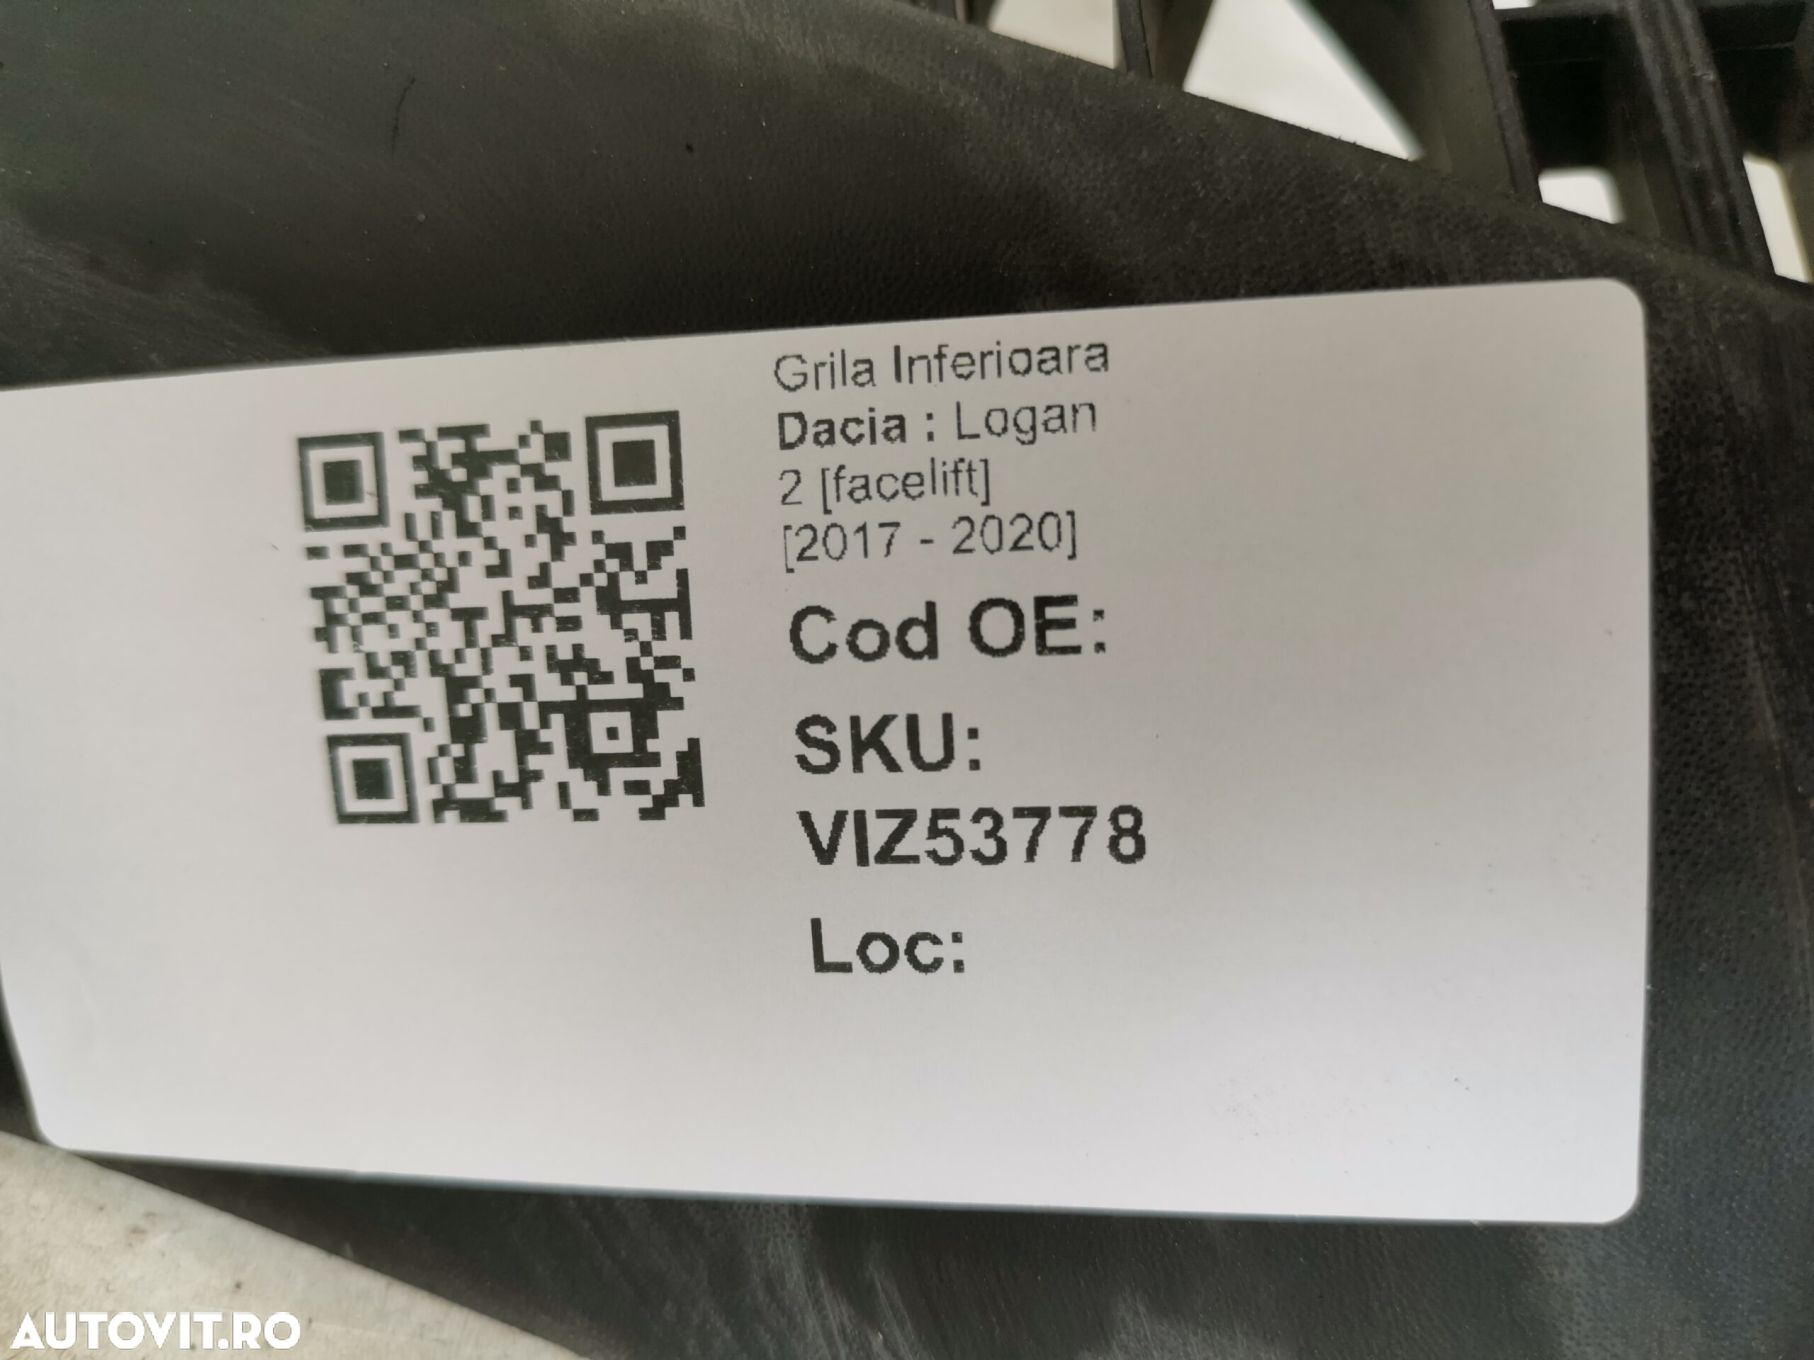 Grila Inferioara
Dacia : Logan
2 [facelift]
[2017 - 2020]
Cod OE:
SKU:
VIZ53778
Loc:
AUTOVIT.RO